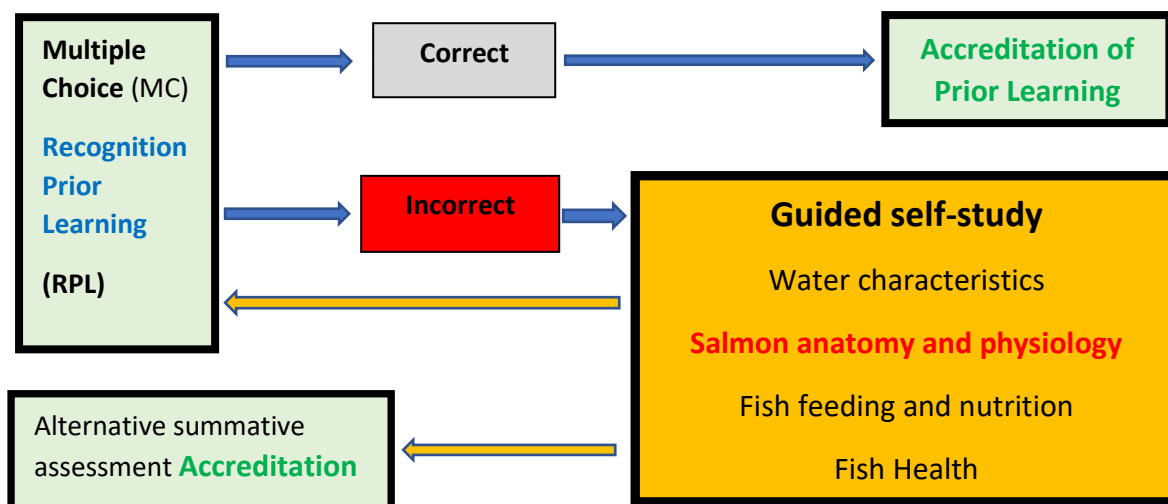 Multiple
Choice (MC)
Recognition
Prior
Learning
(RPL)
Correct
Accreditation of
Prior Learning
Incorrect
Guided self-study
Water characteristics
Salmon anatomy and physiology
Fish feeding and nutrition
Fish Health
Alternative summative
assessment Accreditation